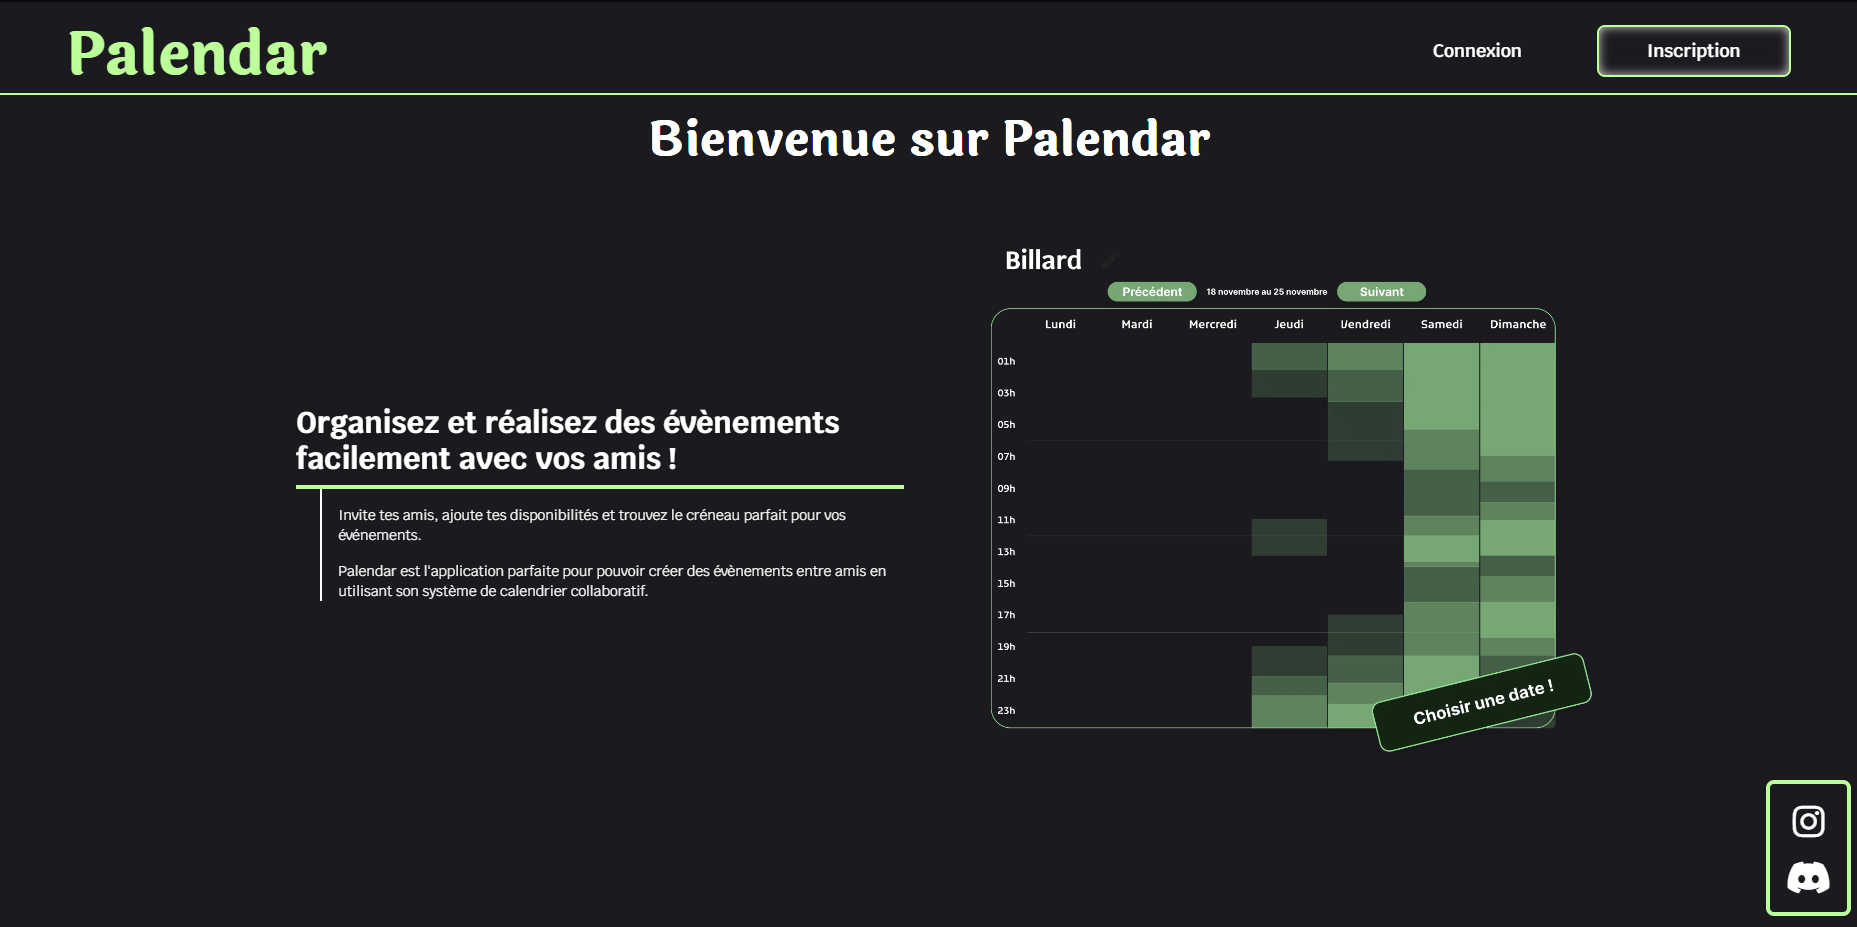 Palendar
Connexion
Inscription
Bienvenue sur Palendar
Organisez et réalisez des évènements
facilement avec vos amis !
Invite tes amis, ajoute tes disponibilités et trouvez le créneau parfait pour vos
événements.
Palendar est l'application parfaite pour pouvoir créer des évènements entre amis en
utilisant son système de calendrier collaboratif.
Billard
Précédent
18 novembre au 25 novembre
Suivant
Lundi Mardi Mercredi Jeudi Vendredi Samedi Dimanche
01h
03h
05h
07h
09h
11h
13h
15h
17h
19h
21h
23h
Choisir une date !